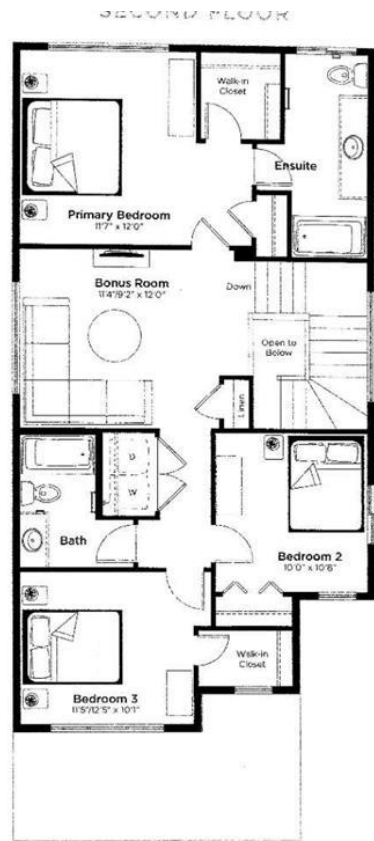 SECOND FLOOR
Walk-in
Closet
Ensuite
Primary Bedroom
11'7" x 12'0"
Bonus Room
11'4"/9'2" x 12'0"
Down
Open to
Below
Linen
D
W
Bath
Bedroom 2
10'0" x 10'6"
Walk-in
Closet
Bedroom 3
11'5"/12'5" x 10'1"